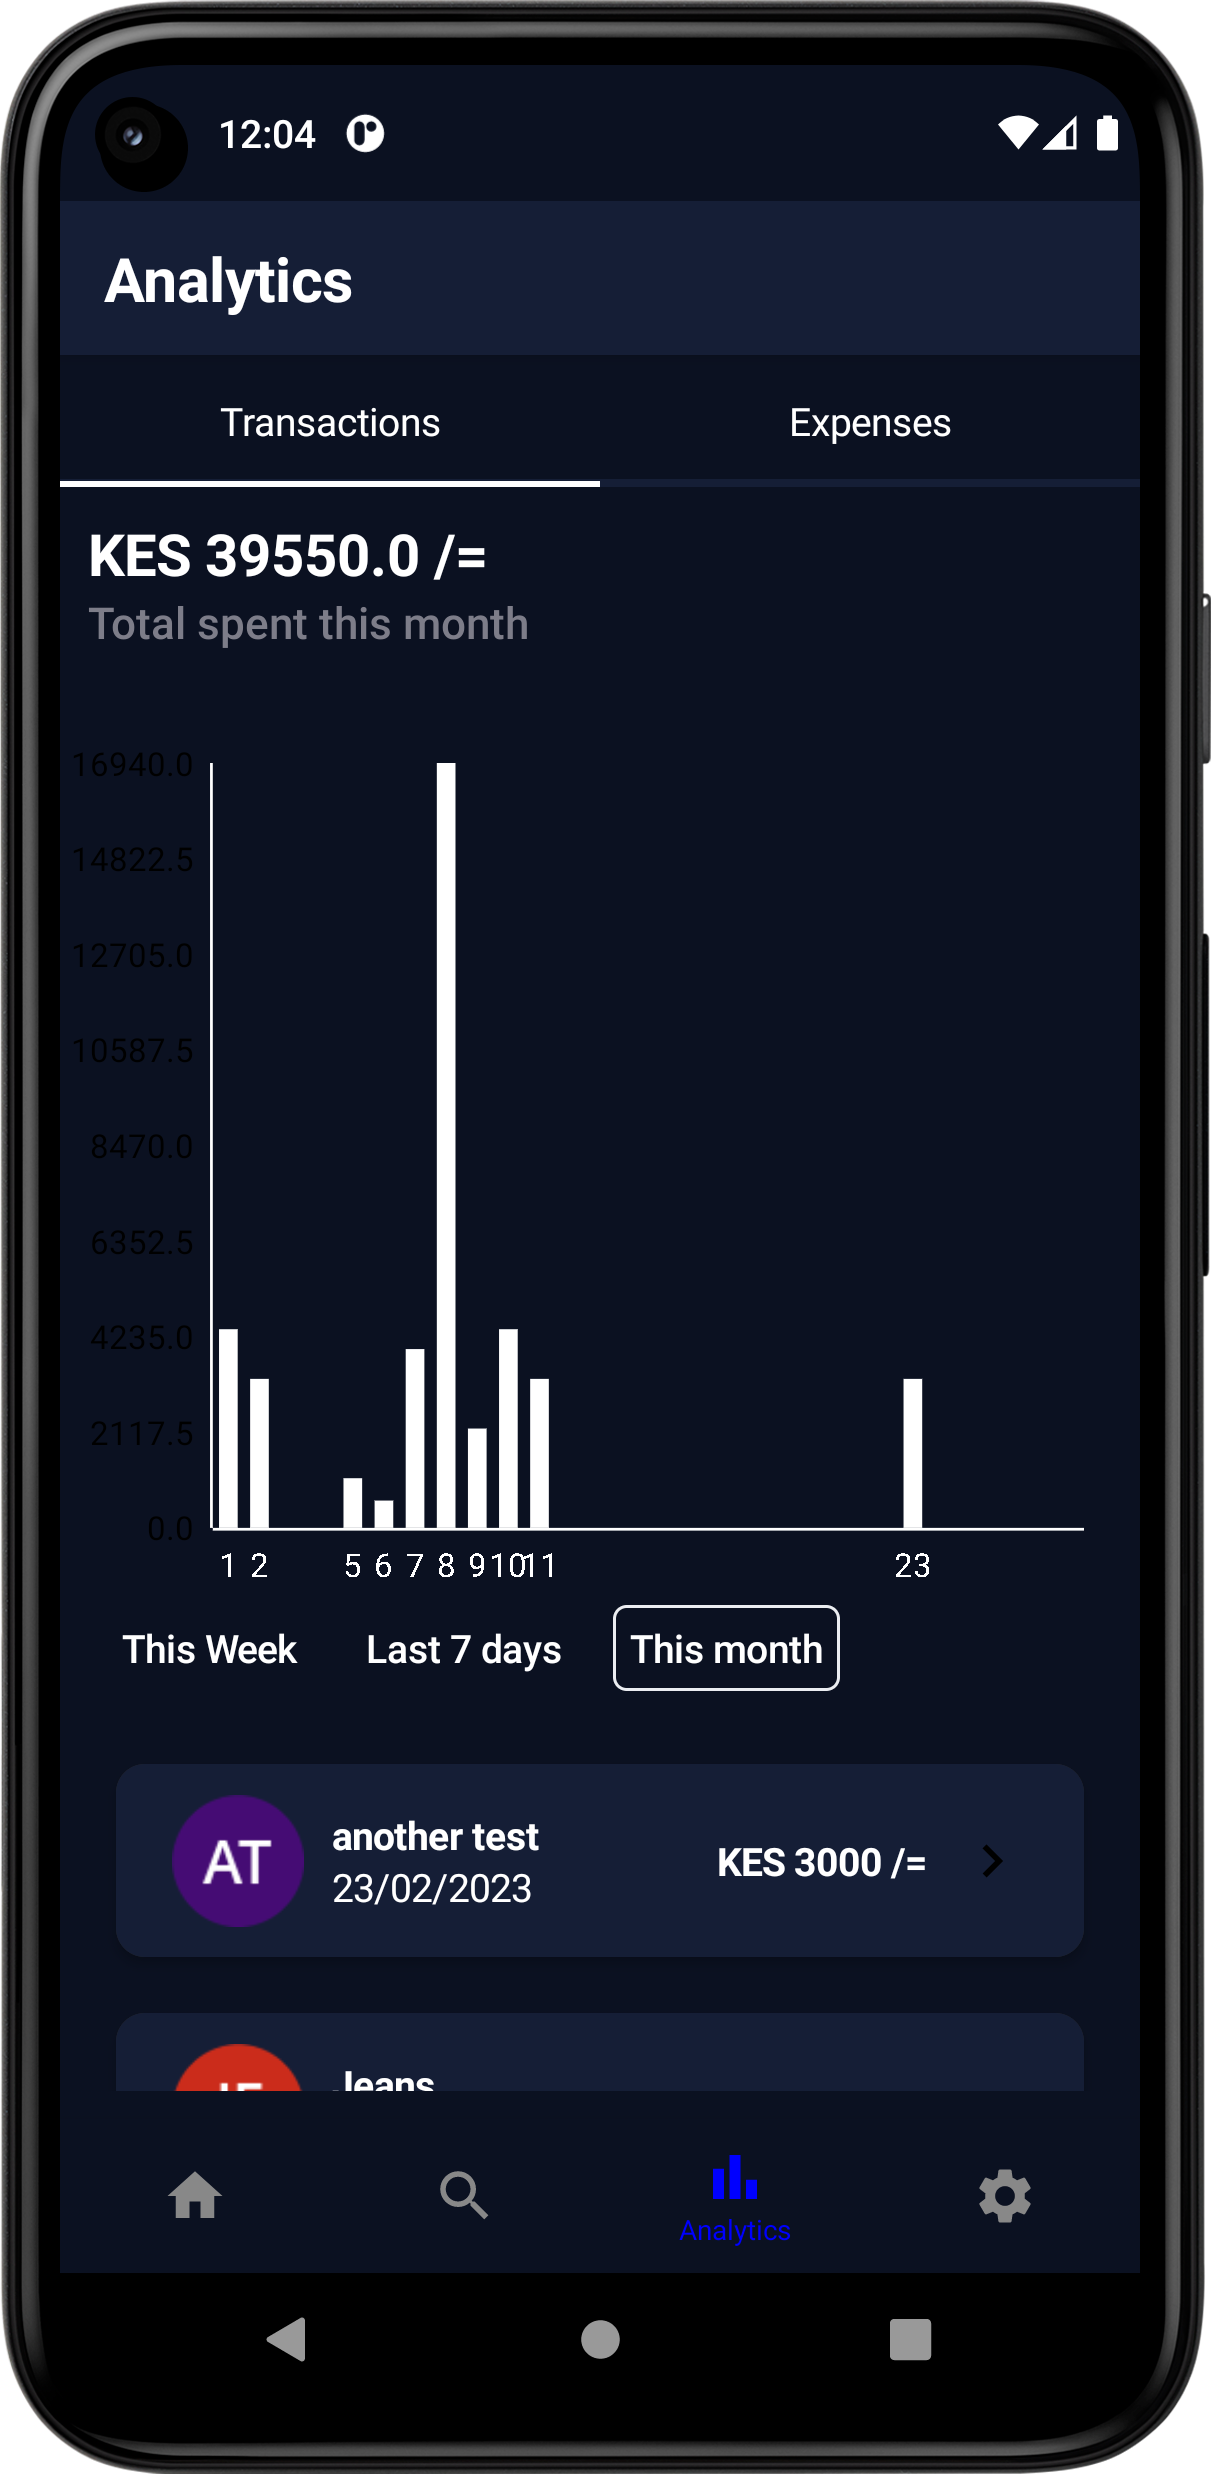 12:04
Analytics
Transactions Expenses
KES 39550.0 /=
Total spent this month
16940.0
14822.5
12705.0
10587.5
8470.0
6352.5
4235.0
2117.5
0.0
1 2 5 6 7 8 9 10 11 23
This Week Last 7 days This month
AT another test KES 3000 /=
23/02/2023
Jeans
Analytics